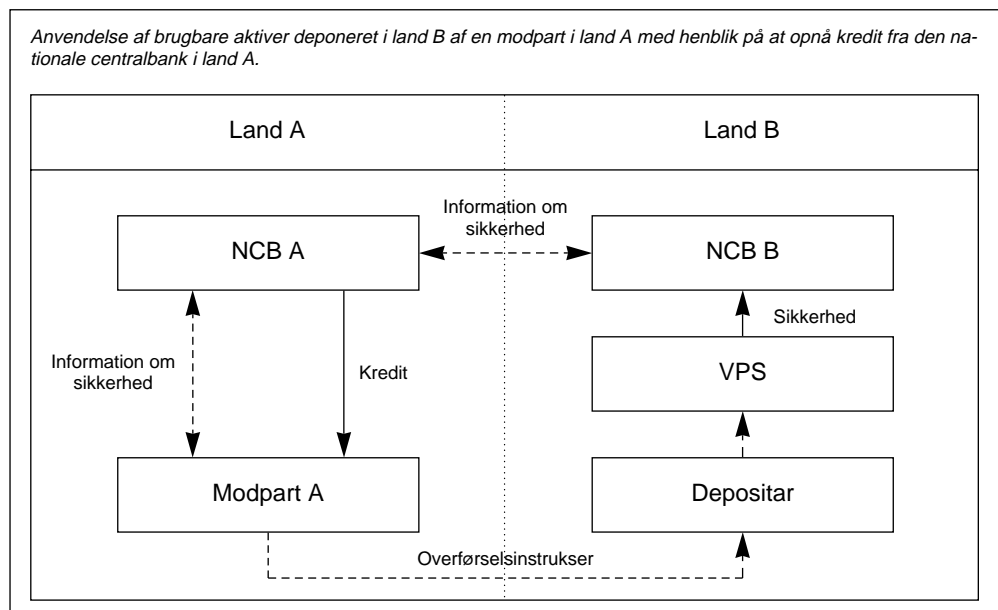 Anvendelse af brugbare aktiver deponeret i land B af en modpart i land A med henblik på at opnå kredit fra den na-
tionale centralbank i land A.
Land A
Land B
Information om
sikkerhed
NCB A
NCB B
Sikkerhed
Information om
sikkerhed
Kredit
VPS
Modpart A
Depositar
Overførselsinstrukser